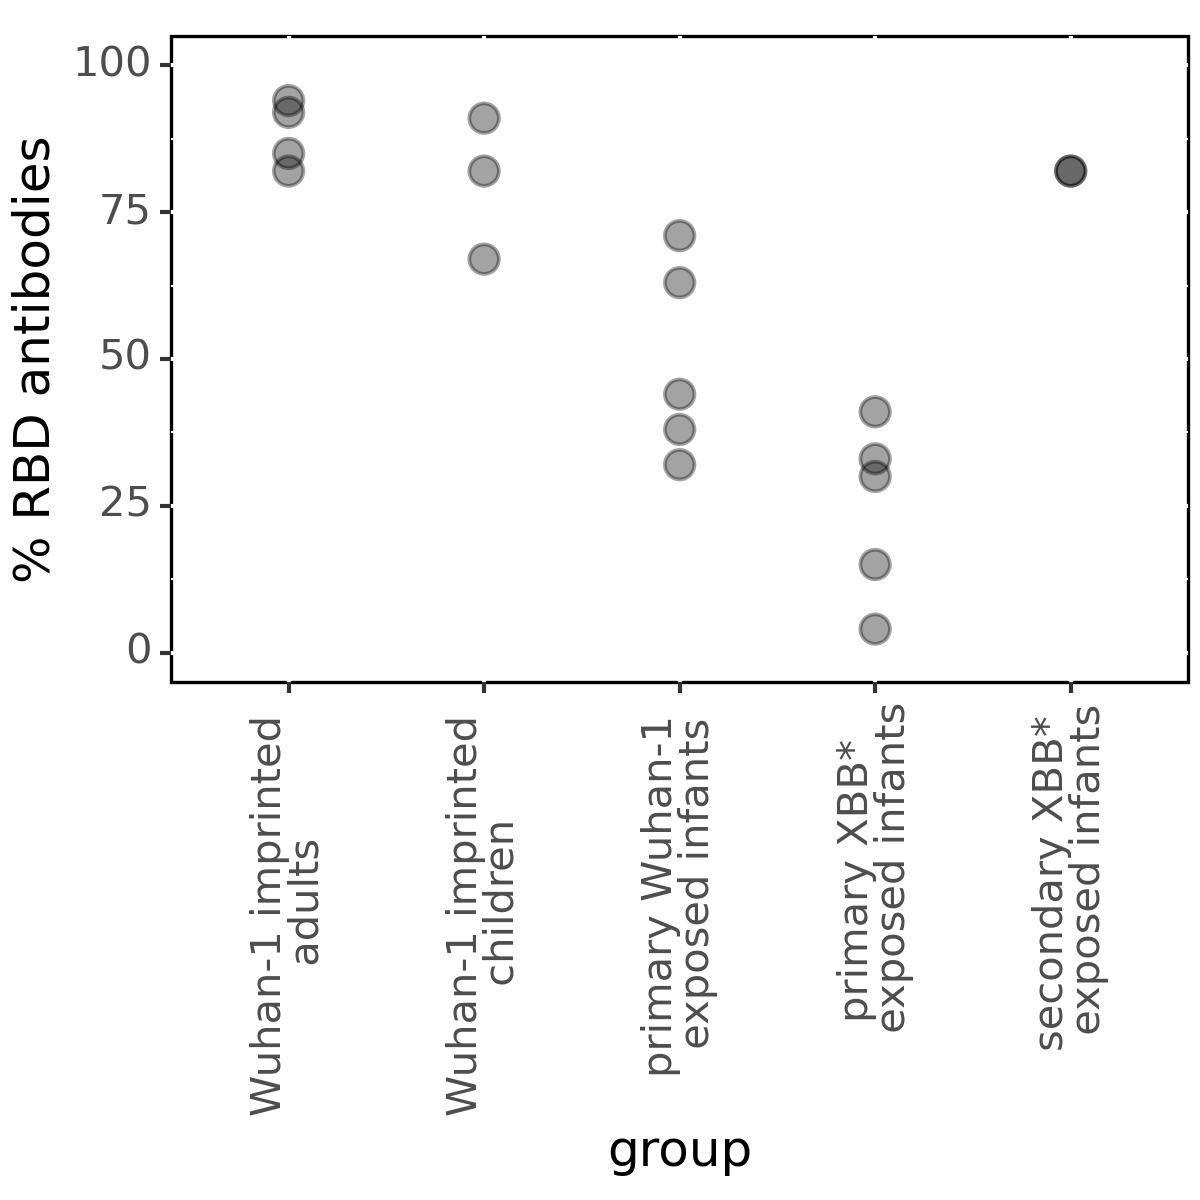 % RBD antibodies
100
75
50
25
0
Wuhan-1 imprinted
adults
Wuhan-1 imprinted
children
primary Wuhan-1
exposed infants
primary XBB*
exposed infants
secondary XBB*
exposed infants
group